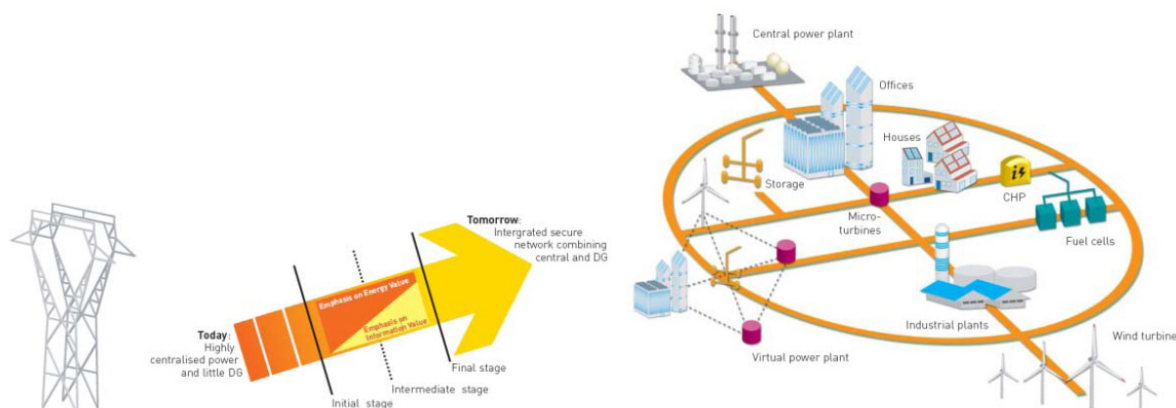 Tomorrow:
Intergrated secure
network combining
central and DG
Emphasis on Energy Value
Emphasis on
Information Value
Today:
Highly
centralised power
and little DG
Final stage
Intermediate stage
Initial stage
Central power plant
Offices
Houses
Storage
CHP
Micro-
turbines
Fuel cells
Industrial plants
Virtual power plant
Wind turbine